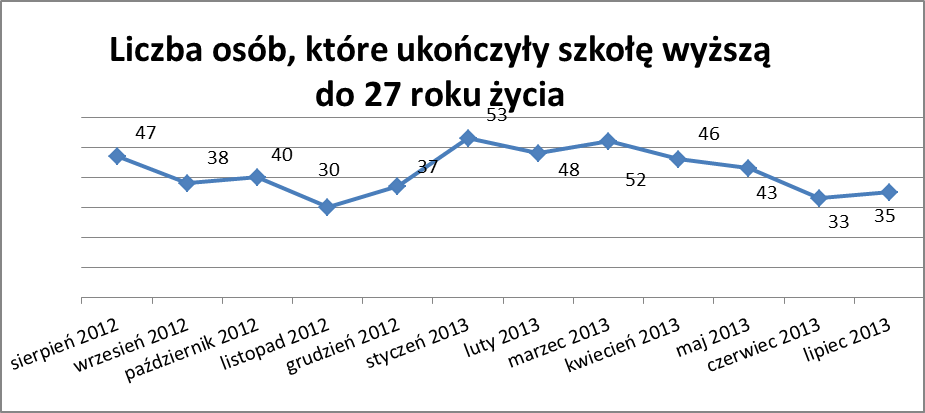 Liczba osób, które ukończyły szkołę wyższą
do 27 roku życia
47
38
40
30
37
53
48
52
46
43
33
35
sierpień 2012
wrzesień 2012
październik 2012
listopad 2012
grudzień 2012
styczeń 2013
luty 2013
marzec 2013
kwiecień 2013
maj 2013
czerwiec 2013
lipiec 2013